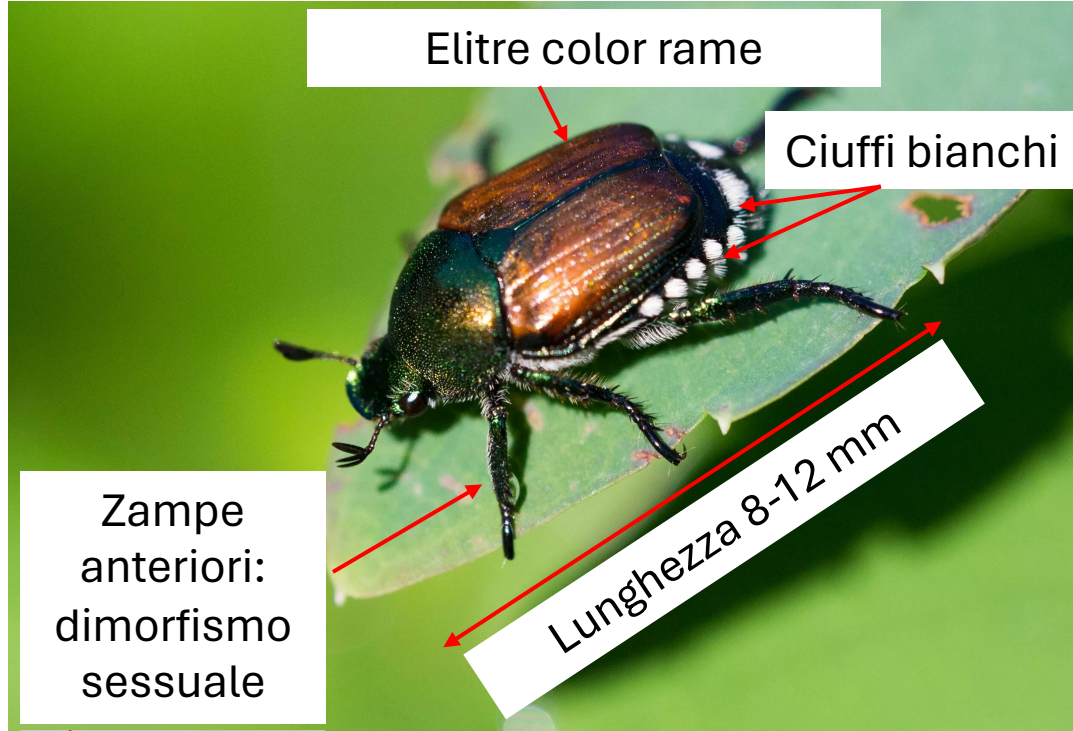 Elitre color rame
Ciuffi bianchi
Lunghezza 8-12 mm
Zampe
anteriori:
dimorfismo
sessuale